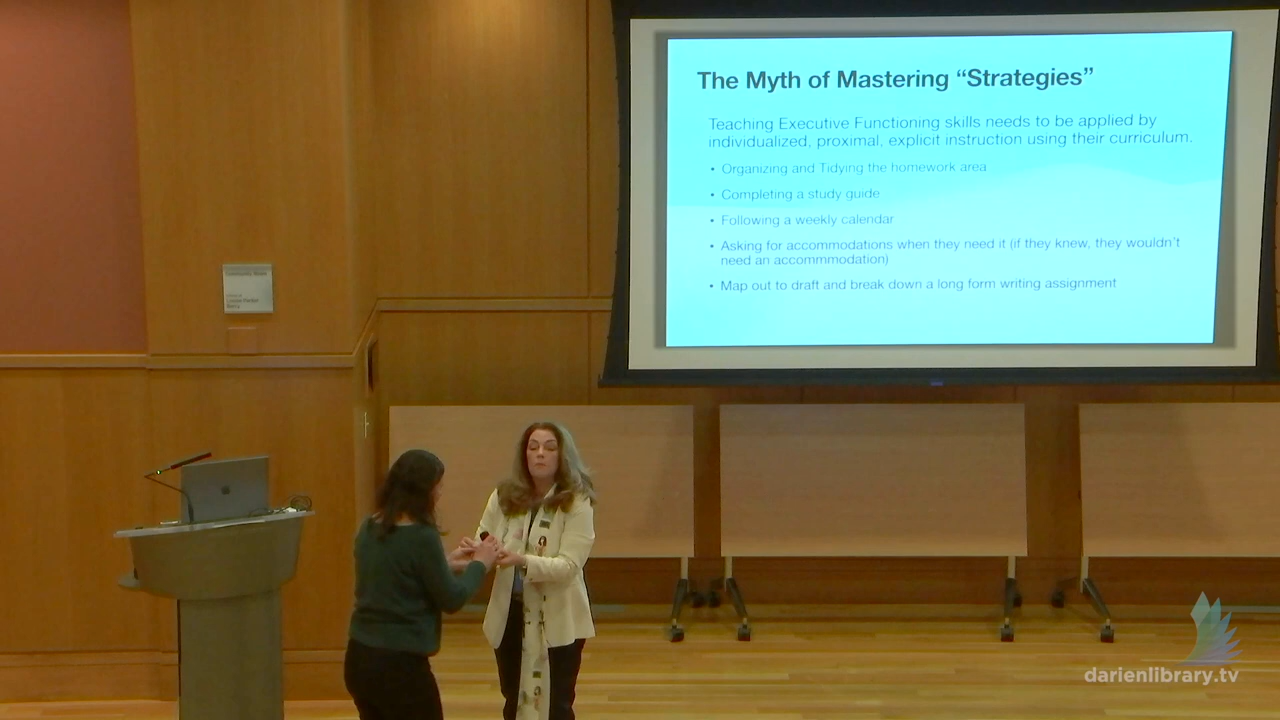 The Myth of Mastering “Strategies”
Teaching Executive Functioning skills needs to be applied by
individualized, proximal, explicit instruction using their curriculum.
• Organizing and Tidying the homework area
• Completing a study guide
• Following a weekly calendar
• Asking for accommodations when they need it (if they knew, they wouldn’t
need an accommmodation)
• Map out to draft and break down a long form writing assignment
Community Room
darienlibrary.tv